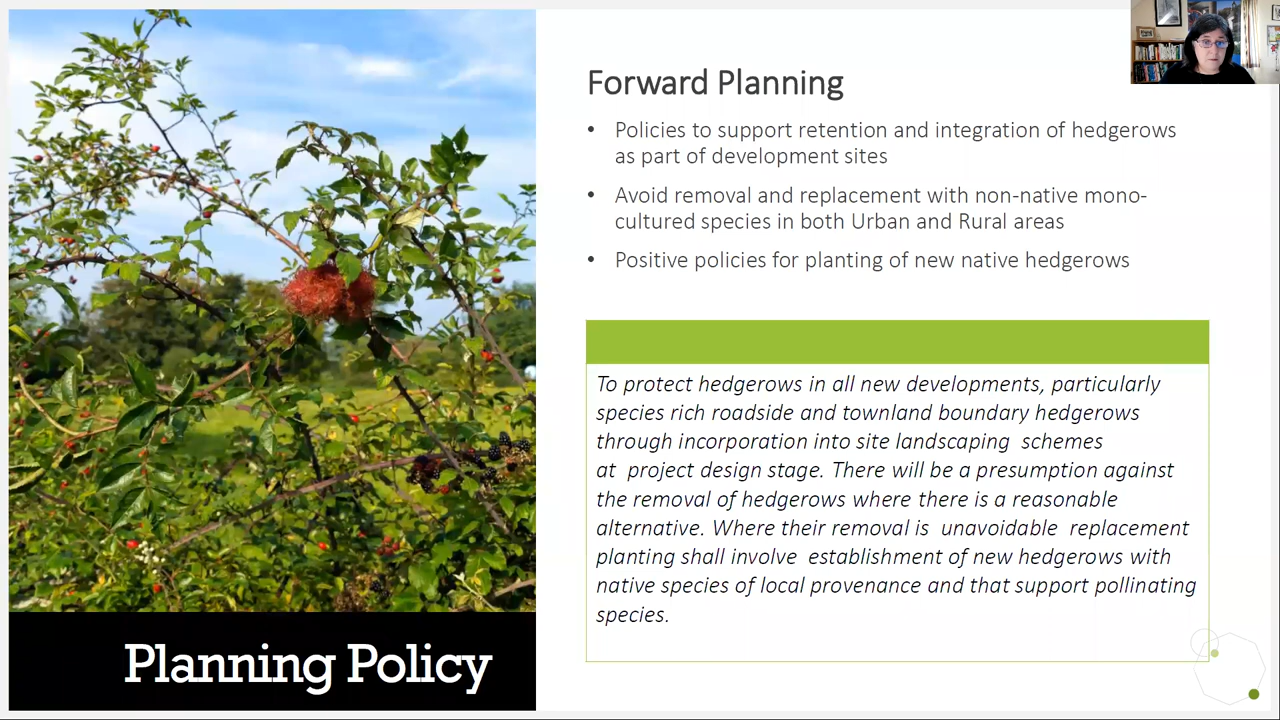 Forward Planning
• Policies to support retention and integration of hedgerows
as part of development sites
• Avoid removal and replacement with non-native mono-
cultured species in both Urban and Rural areas
• Positive policies for planting of new native hedgerows
To protect hedgerows in all new developments, particularly
species rich roadside and townland boundary hedgerows
through incorporation into site landscaping schemes
at project design stage. There will be a presumption against
the removal of hedgerows where there is a reasonable
alternative. Where their removal is unavoidable replacement
planting shall involve establishment of new hedgerows with
native species of local provenance and that support pollinating
species.
Planning Policy